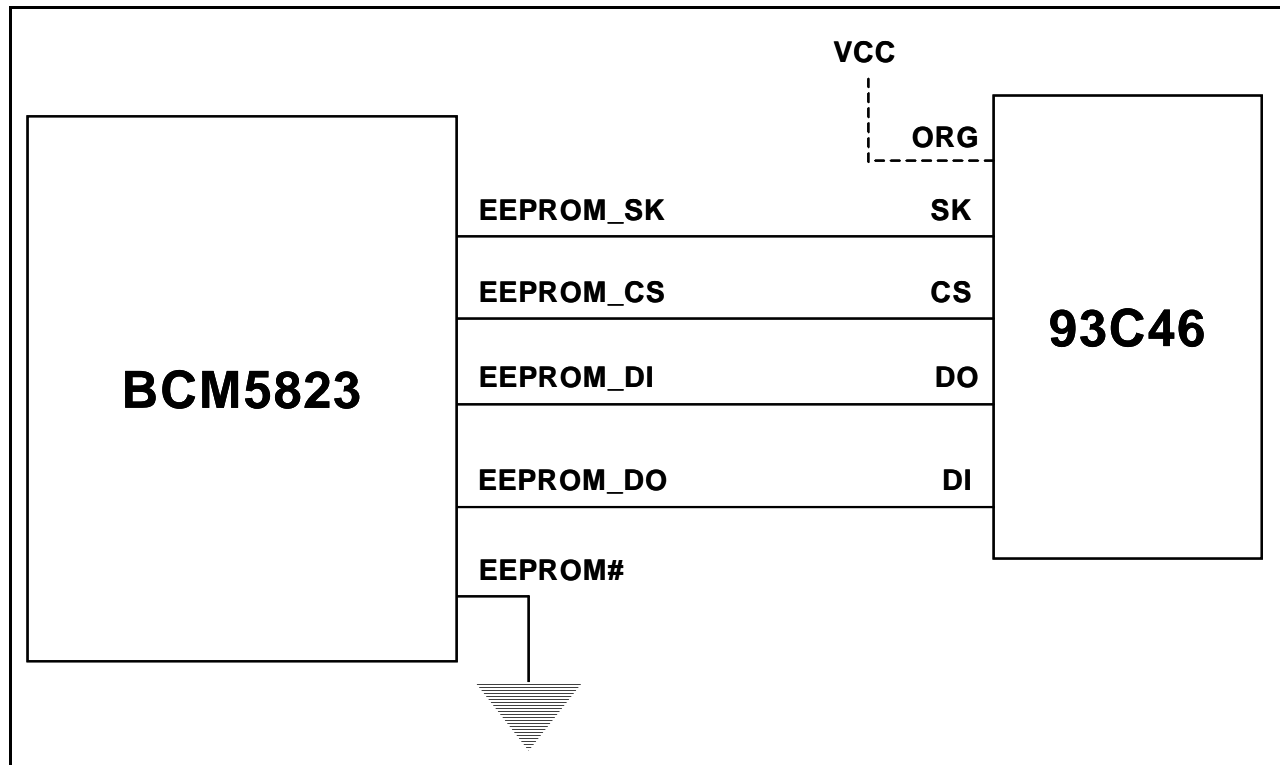 VCC
ORG
EEPROM_SK SK
EEPROM_CS CS
93C46
BCM5823
EEPROM_DI DO
EEPROM_DO DI
EEPROM#